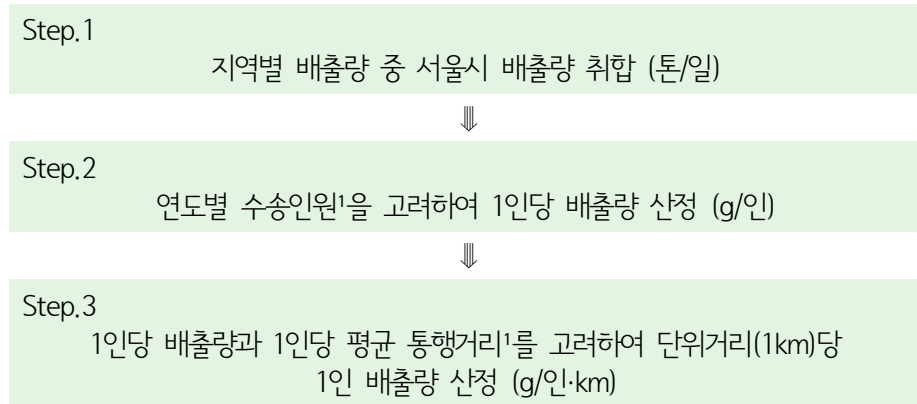 Step.1
지역별 배출량 중 서울시 배출량 취합 (톤/일)
⇓
Step.2
연도별 수송인원¹을 고려하여 1인당 배출량 산정 (g/인)
⇓
Step.3
1인당 배출량과 1인당 평균 통행거리¹를 고려하여 단위거리(1km)당
1인 배출량 산정 (g/인·km)